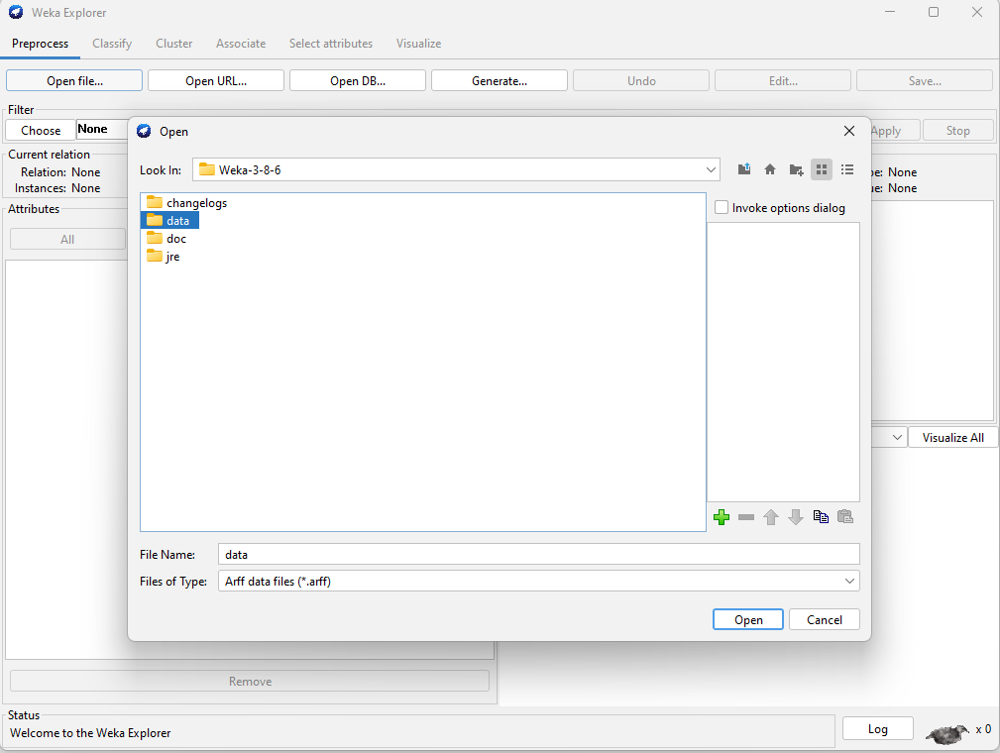 Weka Explorer
Preprocess Classify Cluster Associate Select attributes Visualize
Open file... Open URL... Open DB... Generate... Undo Edit... Save...
Filter
Choose None Apply Stop
Current relation
Relation: None
Instances: None
pe: None
ue: None
Attributes
All
Visualize All
Open
Look In: Weka-3-8-6
changelogs
data
doc
jre
Invoke options dialog
File Name: data
Files of Type: Arff data files (*.arff)
Open Cancel
Remove
Status
Welcome to the Weka Explorer
Log x 0